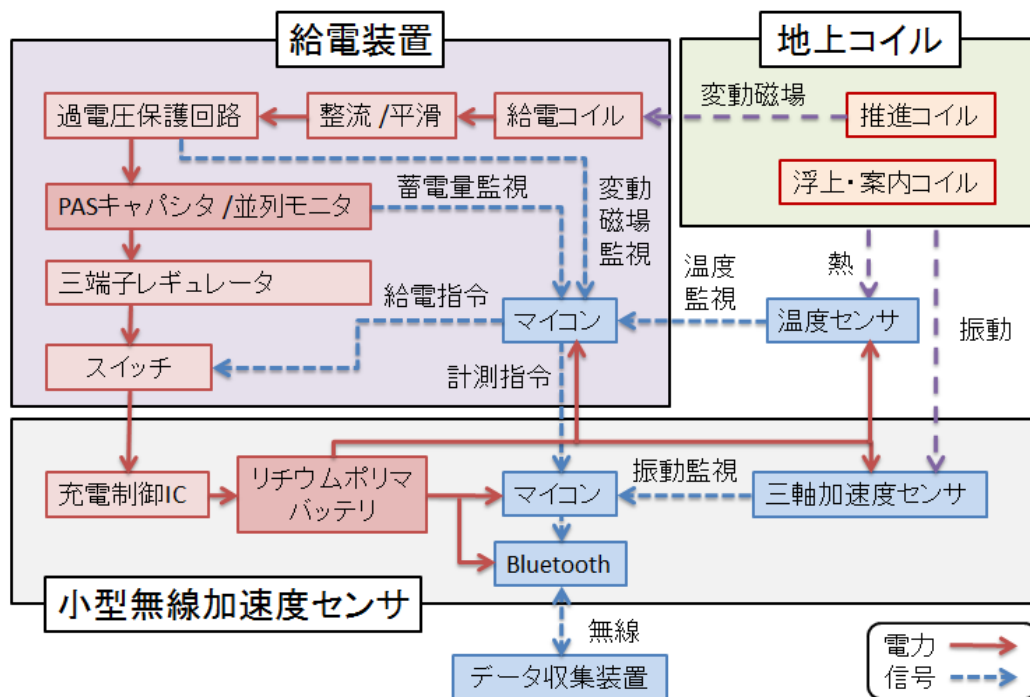 給電装置
地上コイル
過電圧保護回路
整流/平滑
給電コイル
変動磁場
推進コイル
浮上・案内コイル
PASキャパシタ/並列モニタ
蓄電量監視
変動
磁場
監視
三端子レギュレータ
給電指令
マイコン
温度
監視
熱
温度センサ
振動
スイッチ
計測指令
充電制御IC
リチウムポリマ
バッテリ
マイコン
振動監視
三軸加速度センサ
Bluetooth
小型無線加速度センサ
無線
データ収集装置
電力
信号